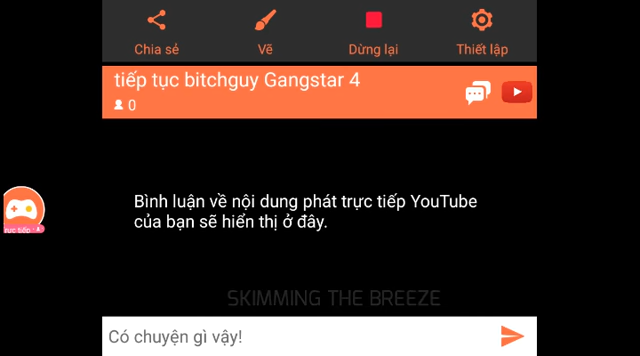 Chia sẻ
Vẽ
Dừng lại
Thiết lập
tiếp tục bitchguy Gangstar 4
0
Bình luận về nội dung phát trực tiếp YouTube
của bạn sẽ hiển thị ở đây.
SKIMMING THE BREEZE
Có chuyện gì vậy!